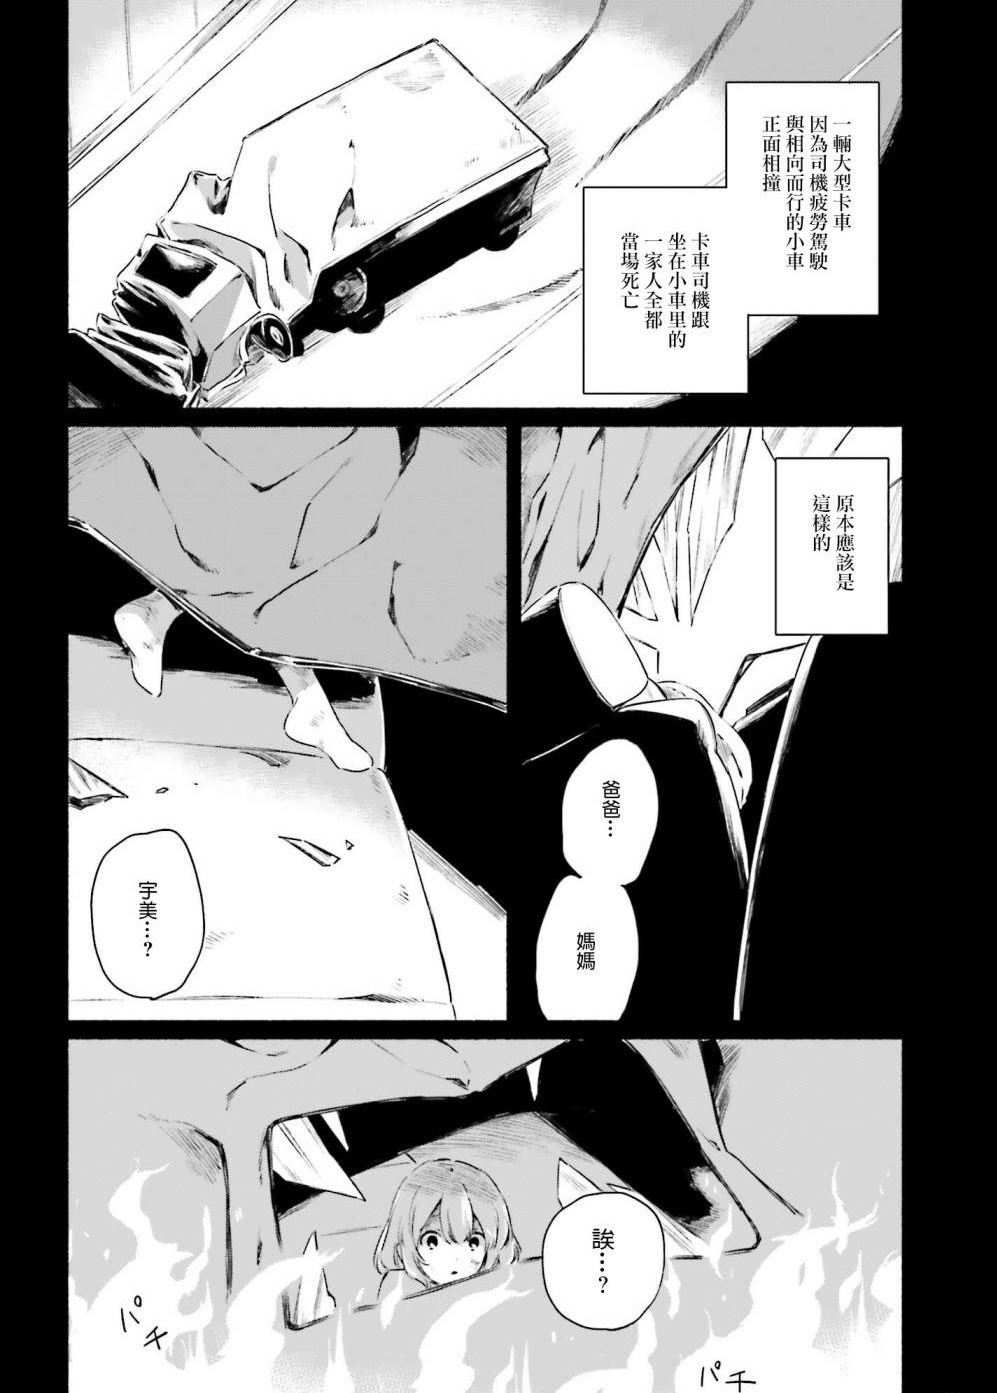 一輛大型卡車
因為司機疲勞駕駛
與相向而行的小車
正面相撞
卡車司機跟
坐在小車里的
一家人全都
當場死亡
原本應該是
這樣的
爸爸…
媽媽
宇美…?
誒…?
パチ
パチ